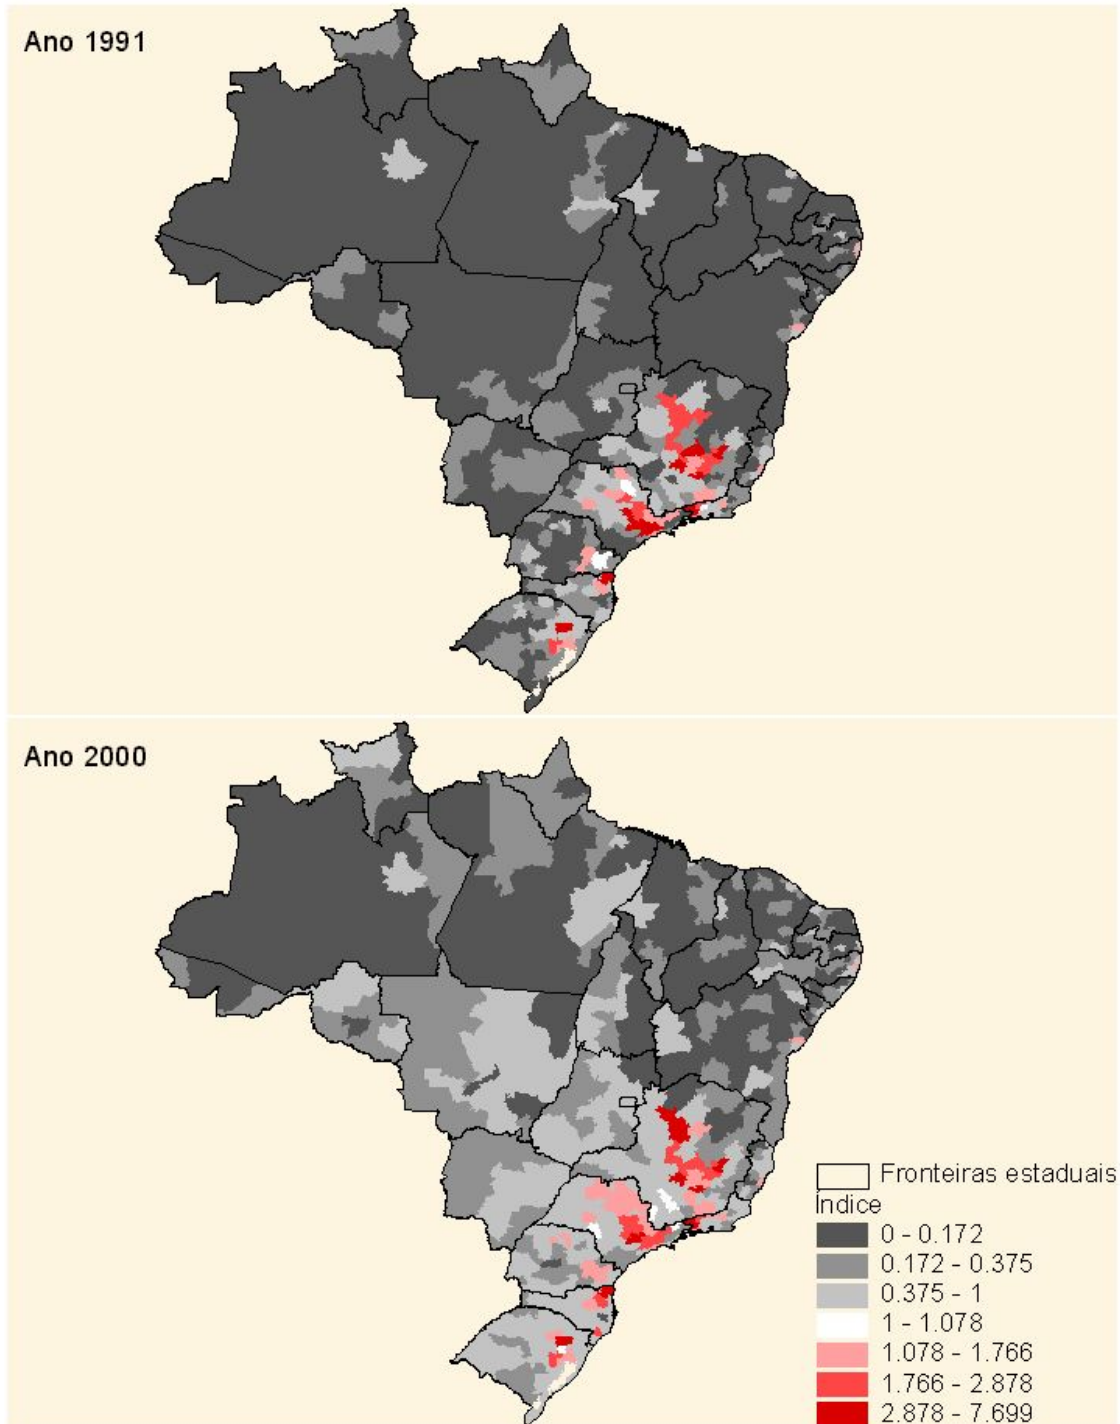 Ano 1991
Ano 2000
Fronteiras estaduais
Índice
0 - 0.172
0.172 - 0.375
0.375 - 1
1 - 1.078
1.078 - 1.766
1.766 - 2.878
2.878 - 7.699